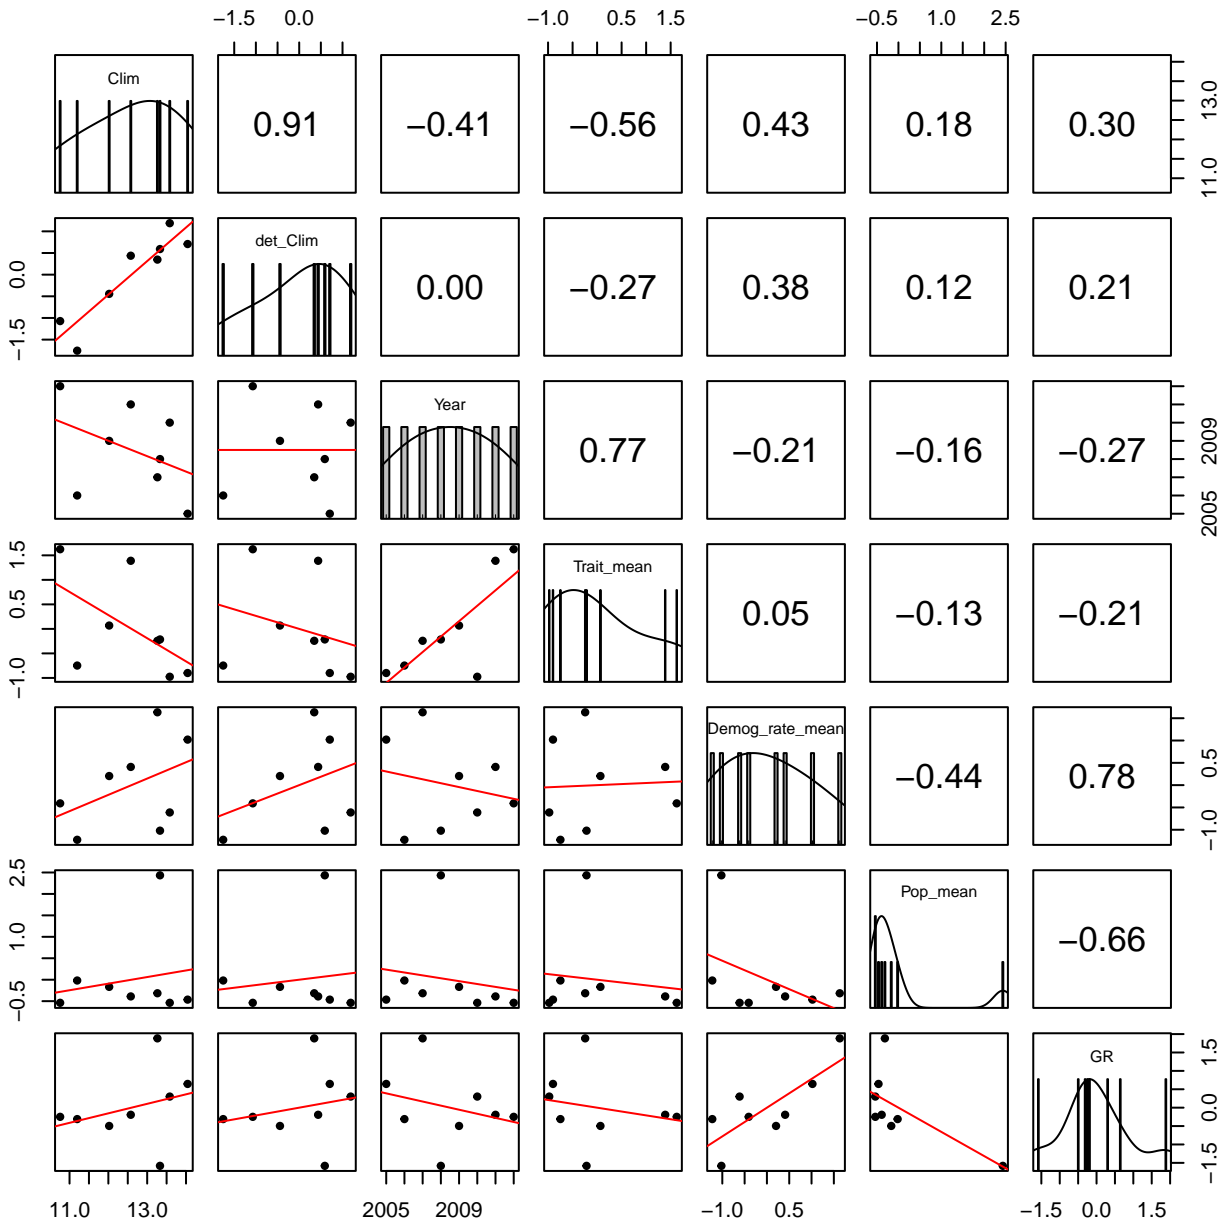 −1.5 0.0 −1.0 0.5 1.5 −0.5 1.0 2.5
Clim 0.91 −0.41 −0.56 0.43 0.18 0.30 11.0 13.0
−1.5 0.0 det_Clim 0.00 −0.27 0.38 0.12 0.21
Year 0.77 −0.21 −0.16 −0.27 2005 2009
−1.0 0.5 1.5 Trait_mean 0.05 −0.13 −0.21
Demog_rate_mean −0.44 0.78 −1.0 0.5
−0.5 1.0 2.5 Pop_mean −0.66
GR −1.5 0.0 1.5
11.0 13.0 2005 2009 −1.0 0.5 −1.5 0.0 1.5